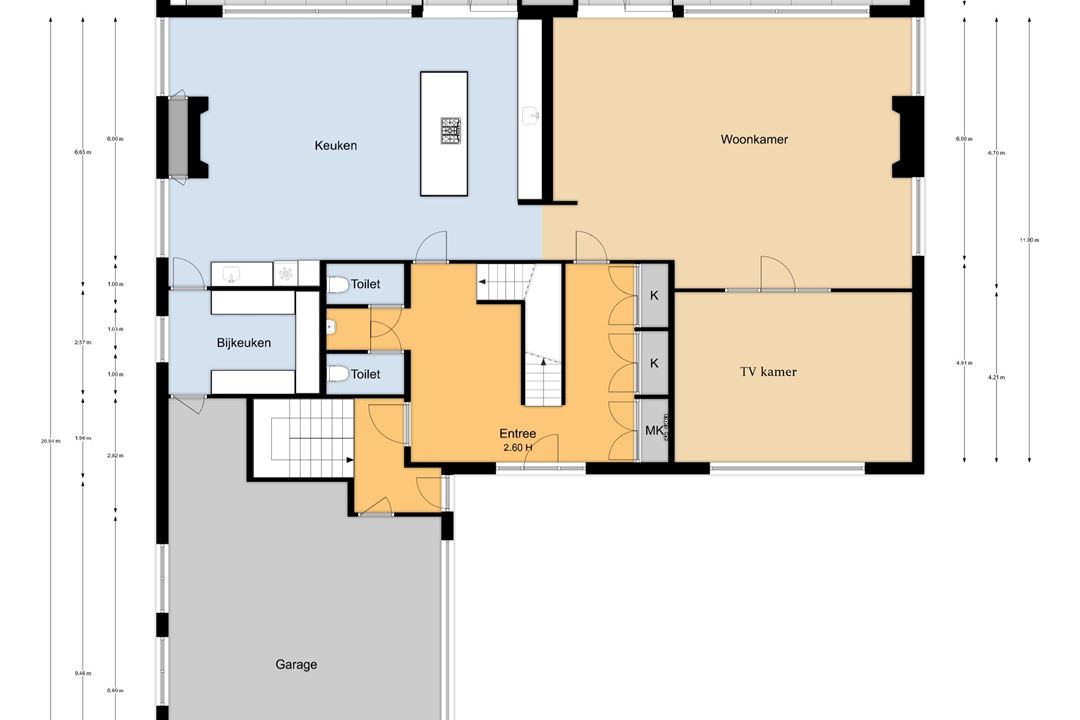 Keuken
Woonkamer
Toilet
Bijkeuken
Toilet
TV kamer
K
K
MK
Entree
2.60 H
Garage
6.00 m
6.65 m
1.00 m
1.03 m
2.57 m
1.00 m
1.96 m
20.94 m
2.82 m
9.46 m
8.60 m
6.00 m
6.70 m
11.00 m
4.91 m
4.21 m